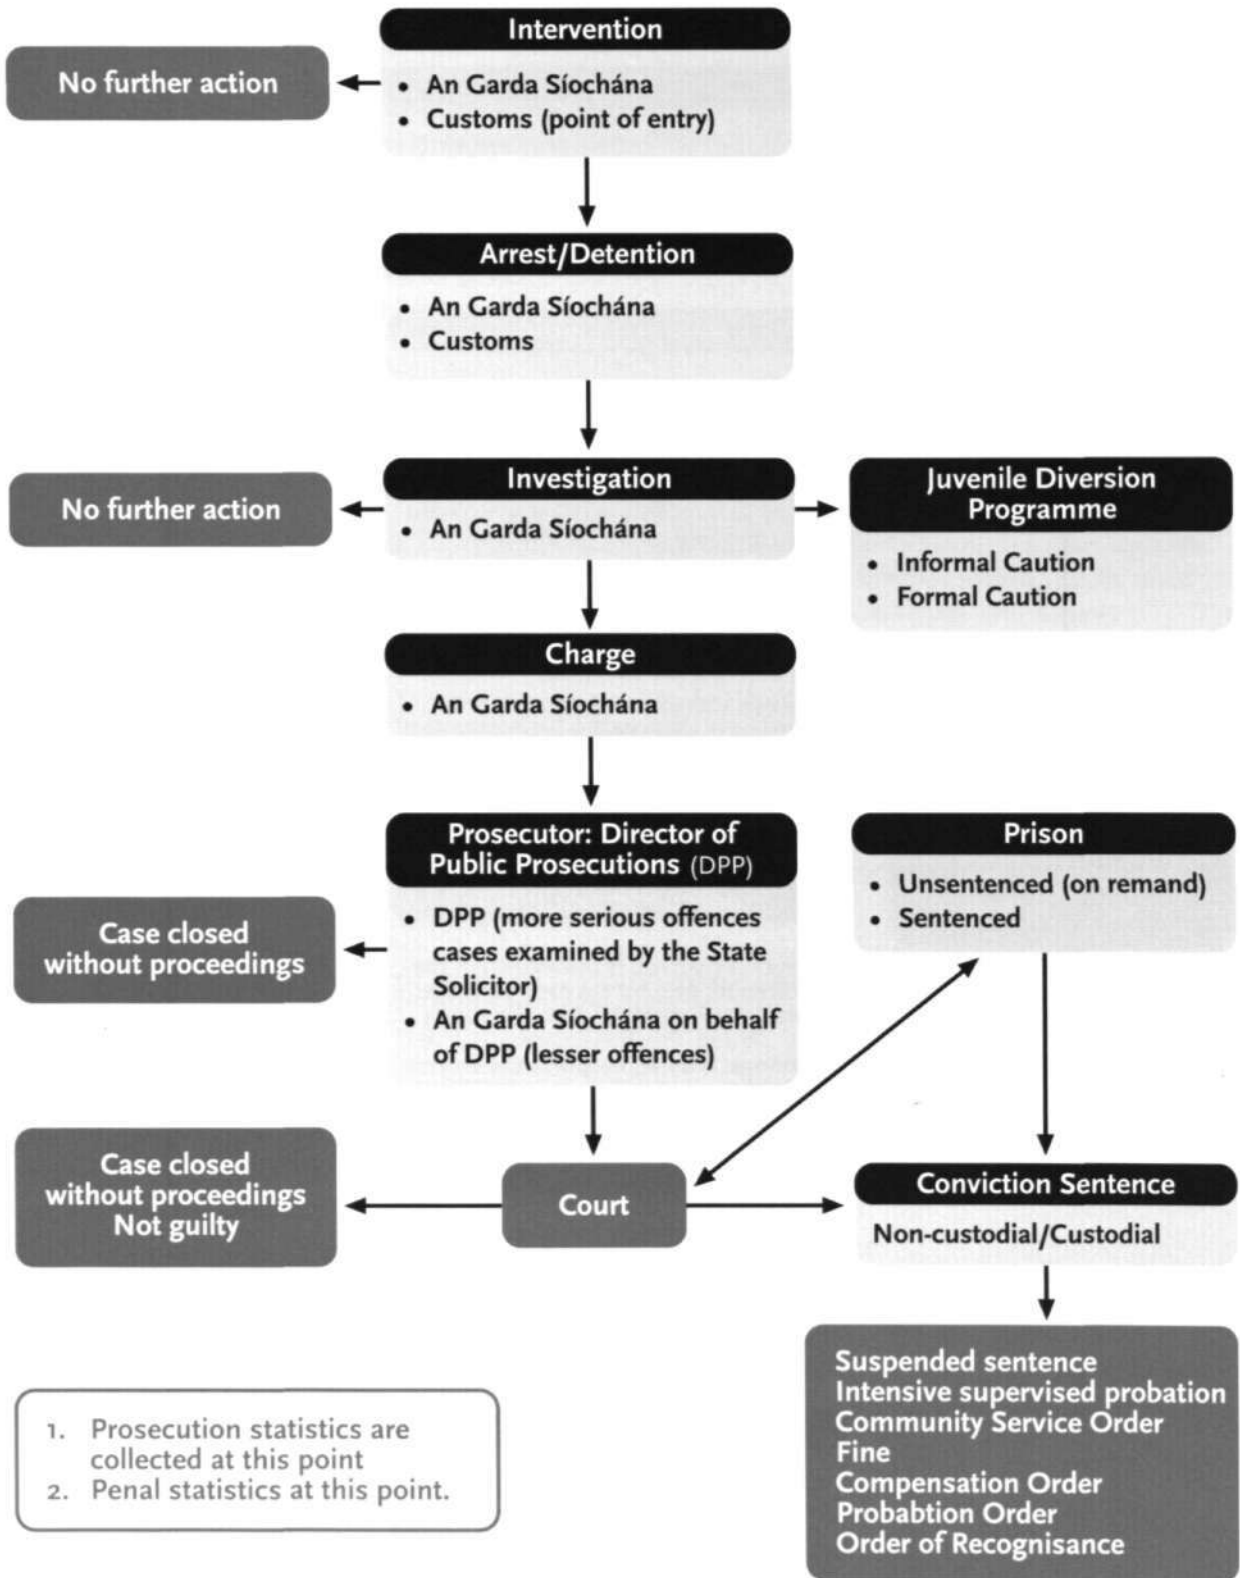 Intervention
No further action
• An Garda Síochána
• Customs (point of entry)
Arrest/Detention
• An Garda Síochána
• Customs
Investigation
No further action
• An Garda Síochána
Juvenile Diversion
Programme
• Informal Caution
• Formal Caution
Charge
• An Garda Síochána
Prosecutor: Director of
Public Prosecutions (DPP)
• DPP (more serious offences
cases examined by the State
Solicitor)
• An Garda Síochána on behalf
of DPP (lesser offences)
Prison
• Unsentenced (on remand)
• Sentenced
Case closed
without proceedings
Case closed
without proceedings
Not guilty
Court
Conviction Sentence
Non-custodial/Custodial
Suspended sentence
Intensive supervised probation
Community Service Order
Fine
Compensation Order
Probabtion Order
Order of Recognisance
1. Prosecution statistics are
collected at this point
2. Penal statistics at this point.